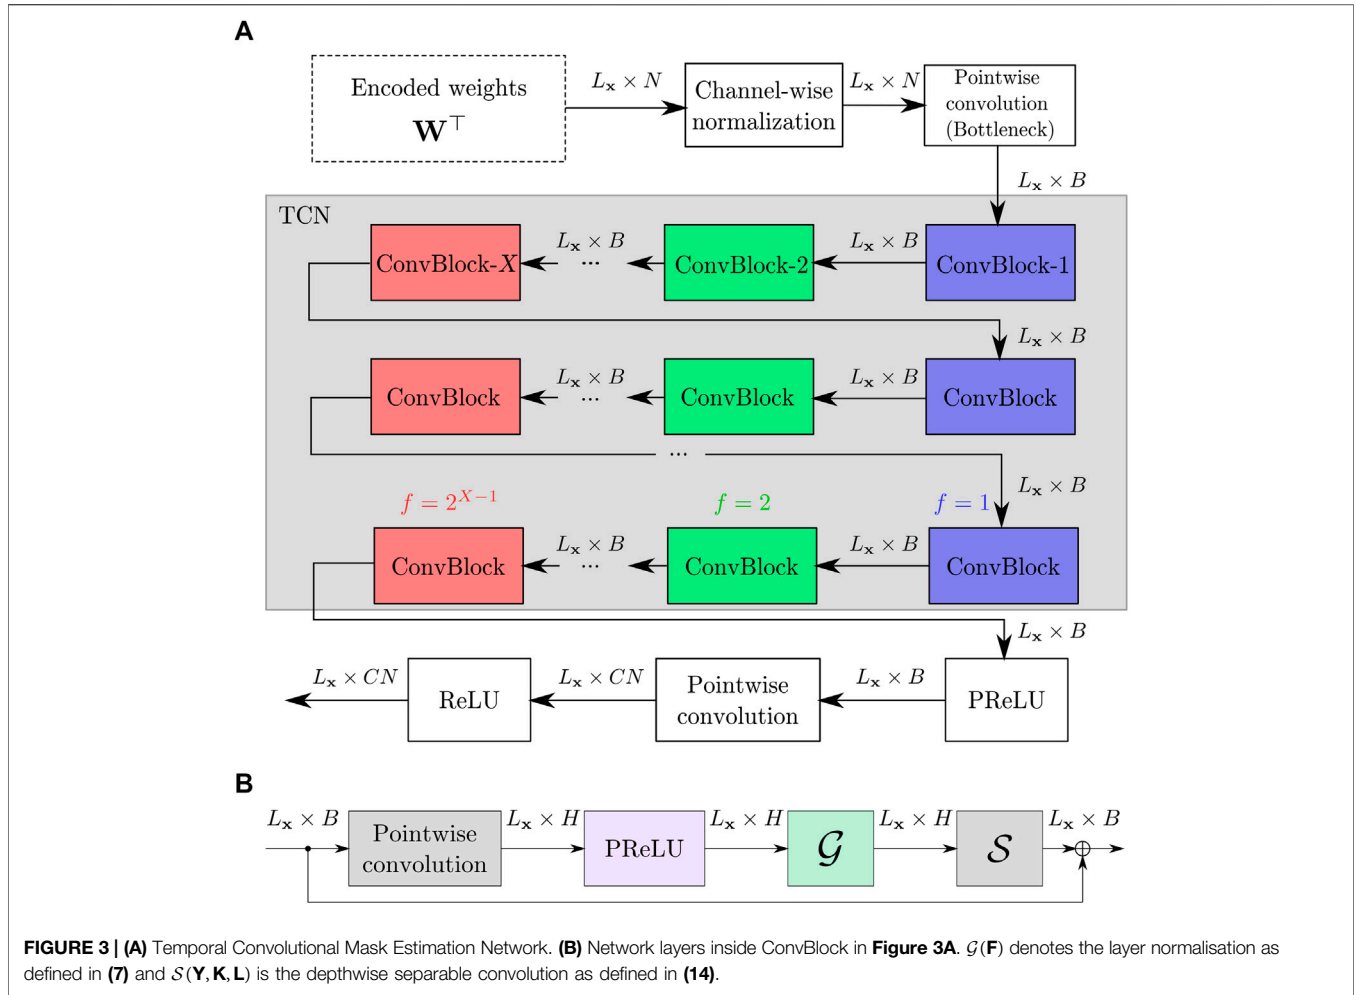 A
Encoded weights
W⊤
Lx × N
Channel-wise
normalization
Lx × N
Pointwise
convolution
(Bottleneck)
Lx × B
TCN
ConvBlock-X
Lx × B
...
ConvBlock-2
Lx × B
ConvBlock-1
Lx × B
ConvBlock
Lx × B
...
ConvBlock
Lx × B
ConvBlock
...
Lx × B
f = 2^{X−1}
f = 2
f = 1
ConvBlock
Lx × B
...
ConvBlock
Lx × B
ConvBlock
Lx × B
Lx × CN
ReLU
Lx × CN
Pointwise
convolution
Lx × B
PReLU
B
Lx × B
Pointwise
convolution
Lx × H
PReLU
Lx × H
𝒢
Lx × H
𝒮
Lx × B
FIGURE 3 | (A) Temporal Convolutional Mask Estimation Network. (B) Network layers inside ConvBlock in Figure 3A. 𝒢(F) denotes the layer normalisation as
defined in (7) and 𝒮(Y, K, L) is the depthwise separable convolution as defined in (14).